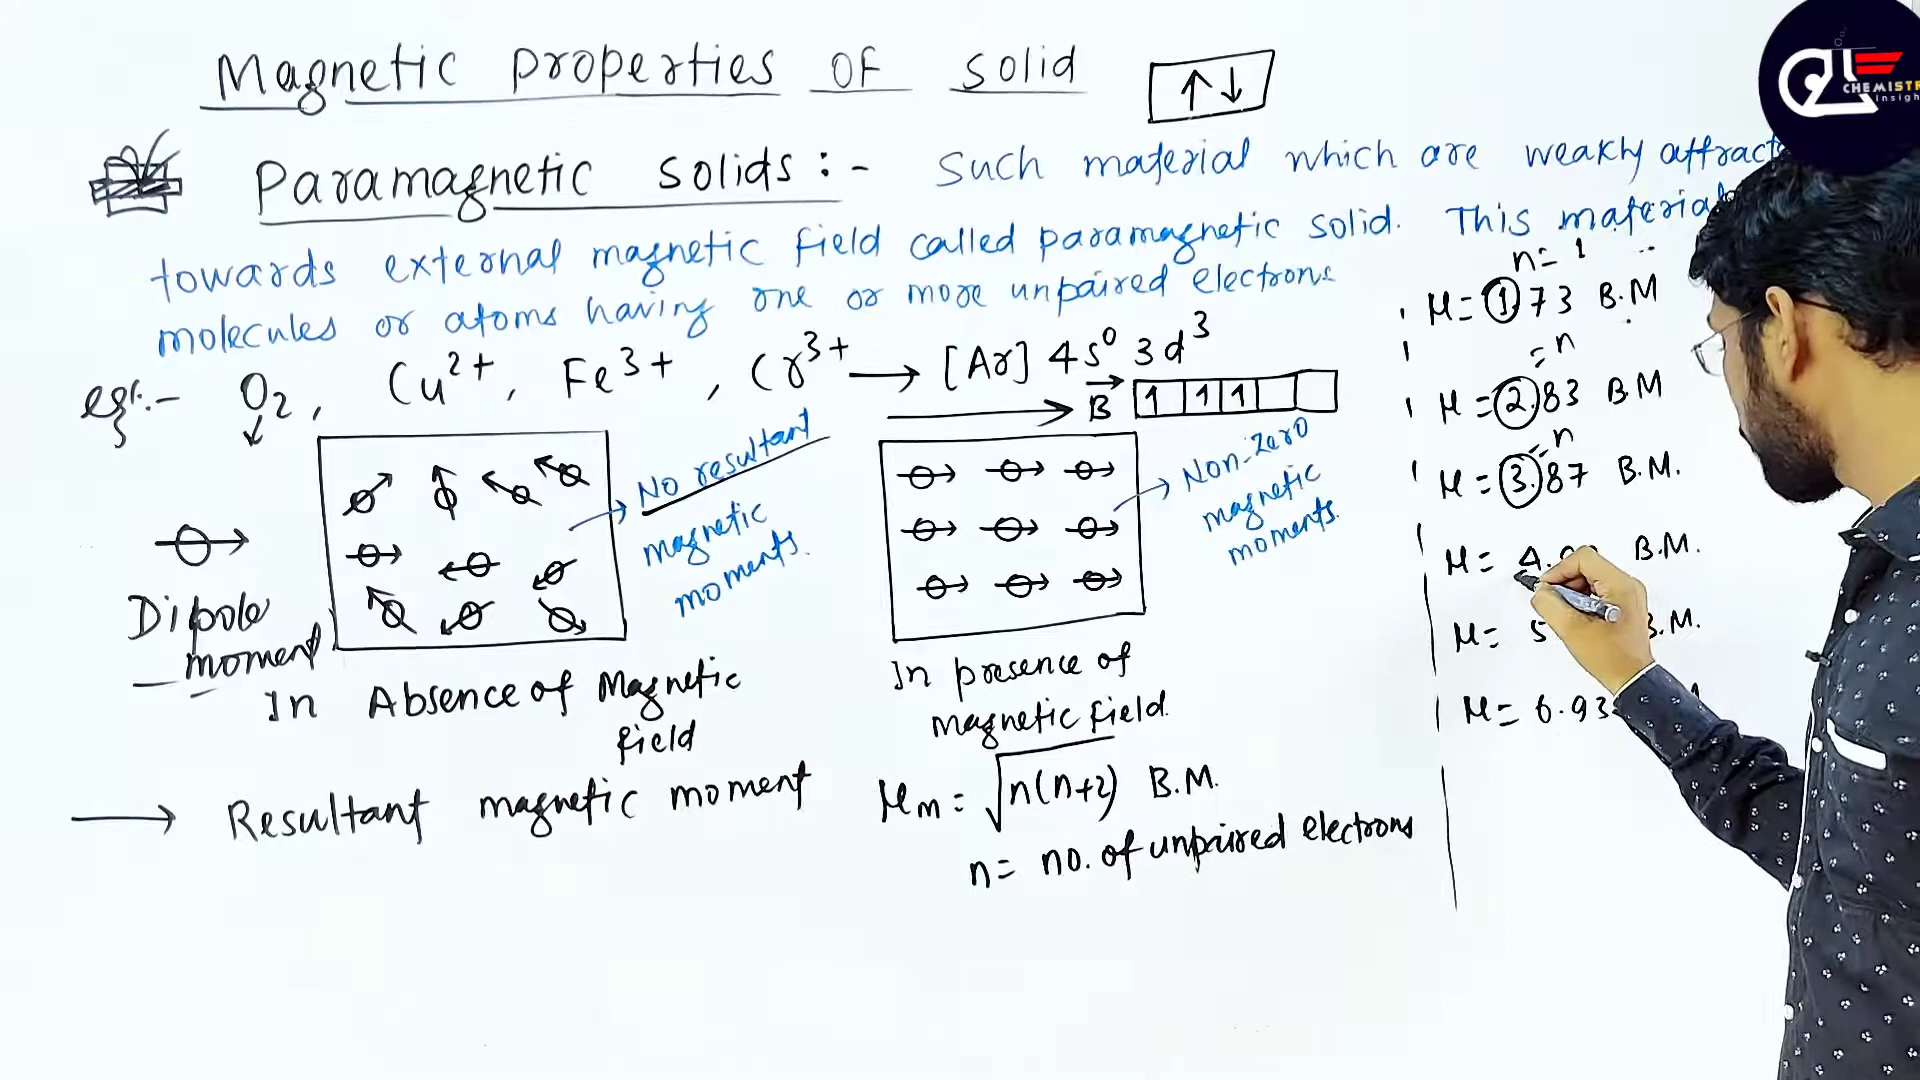 Magnetic properties of solid
↑↓
Paramagnetic solids :- Such material which are weakly
towards external magnetic field called paramagnetic solid. This
molecules or atoms having one or more unpaired electrons
eg:- O₂, Cu²⁺, Fe³⁺, Cr³⁺ → [Ar] 4s⁰ 3d³
B
1 1 1
No resultant
magnetic
moments.
Non-zero
magnetic
moments.
Dipole
moment
In Absence of Magnetic
field
In presence of
magnetic field.
→ Resultant magnetic moment μm = √n(n+2) B.M.
n = no. of unpaired electrons
n = 1
μ = 1.73 B.M
= n
μ = 2.83 B.M
= n
μ = 3.87 B.M.
μ = B.M.
μ = 5
μ = 6.93
CHEMISTR
Insigh